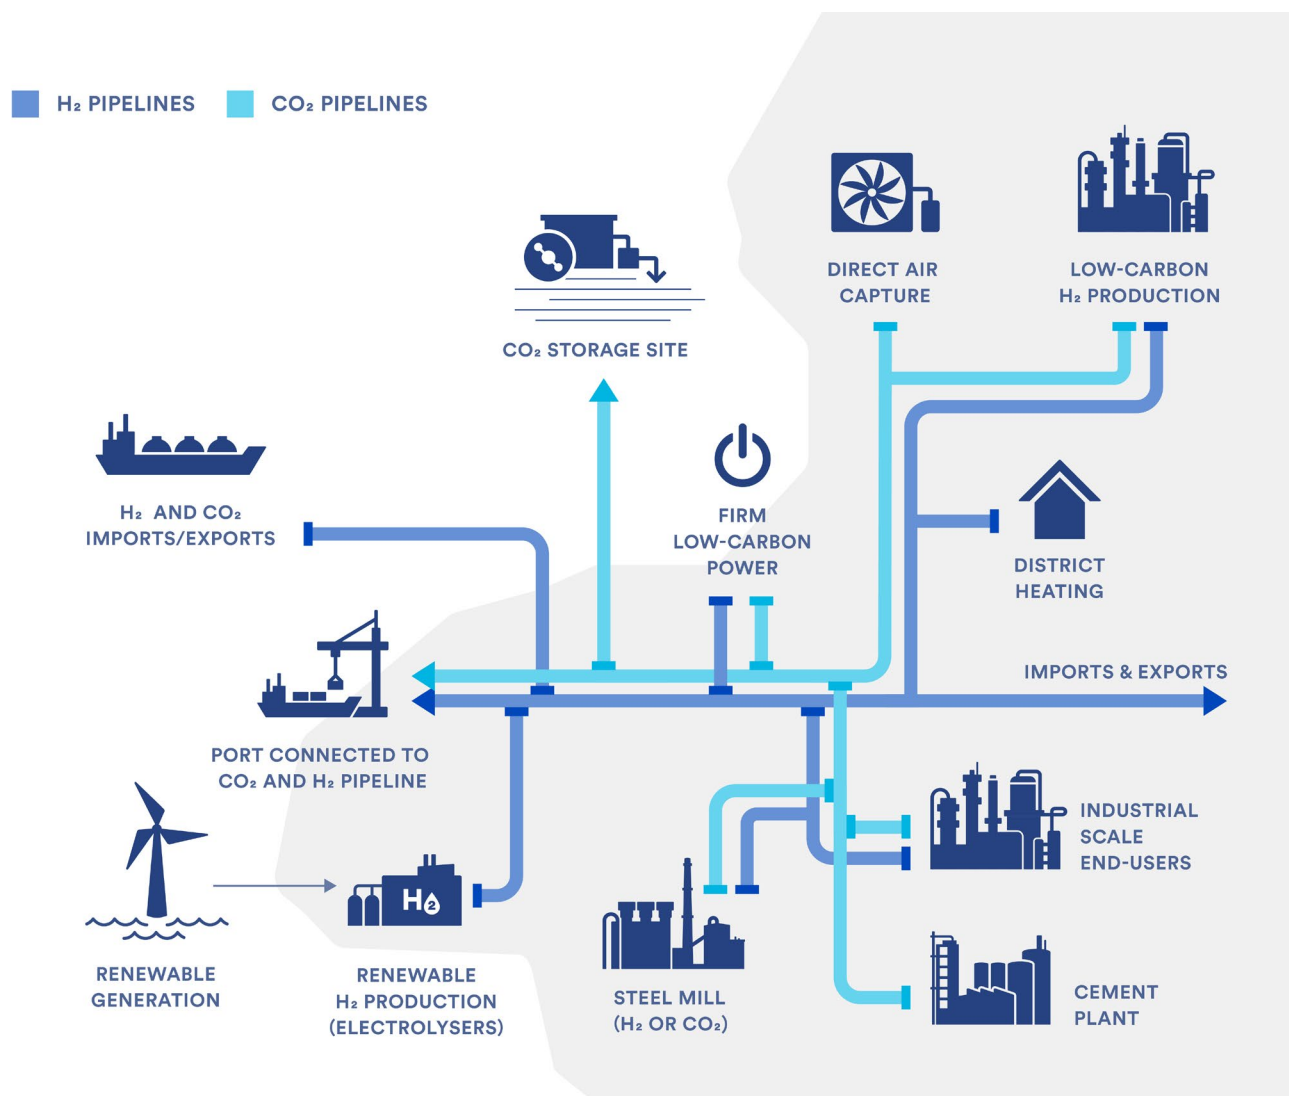 H₂ PIPELINES
CO₂ PIPELINES
DIRECT AIR
CAPTURE
LOW-CARBON
H₂ PRODUCTION
CO₂ STORAGE SITE
H₂ AND CO₂
IMPORTS/EXPORTS
FIRM
LOW-CARBON
POWER
DISTRICT
HEATING
IMPORTS & EXPORTS
PORT CONNECTED TO
CO₂ AND H₂ PIPELINE
INDUSTRIAL
SCALE
END-USERS
H₂
RENEWABLE
GENERATION
RENEWABLE
H₂ PRODUCTION
(ELECTROLYSERS)
STEEL MILL
(H₂ OR CO₂)
CEMENT
PLANT